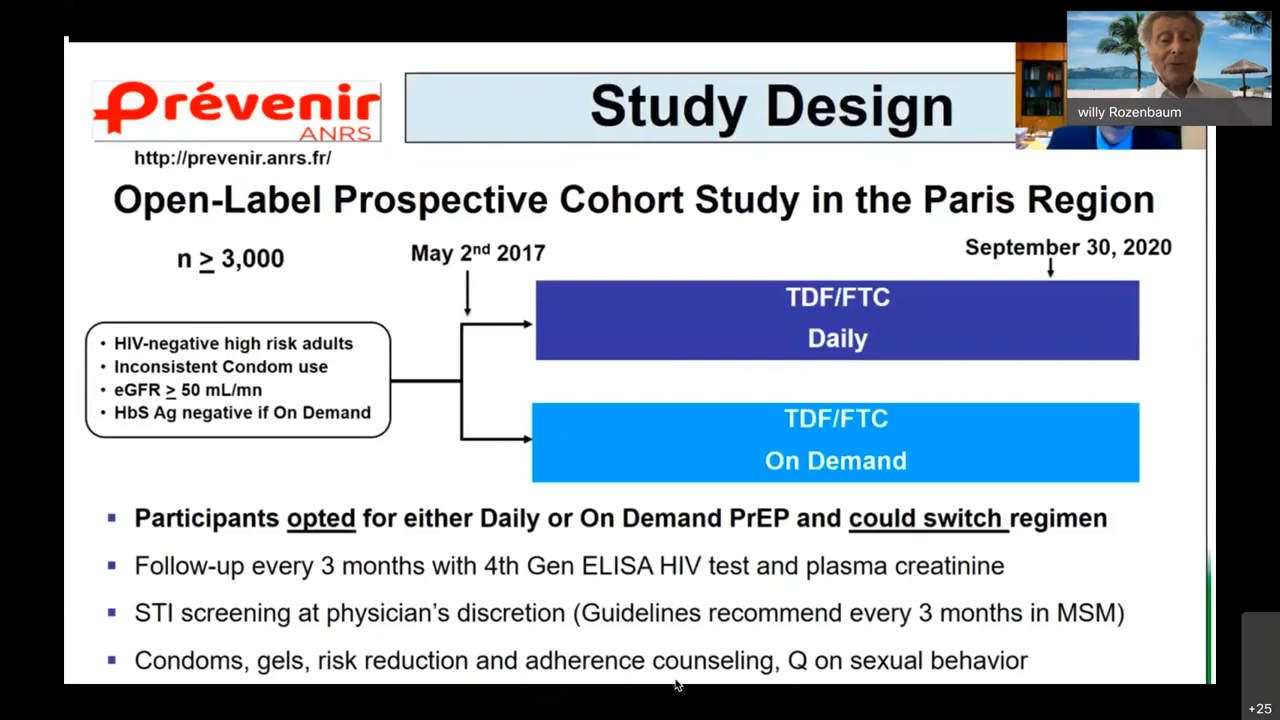 Prévenir
ANRS
Study Design
willy Rozenbaum
http://prevenir.anrs.fr/
Open-Label Prospective Cohort Study in the Paris Region
n ≥ 3,000
May 2nd 2017
September 30, 2020
TDF/FTC
Daily
• HIV-negative high risk adults
• Inconsistent Condom use
• eGFR ≥ 50 mL/mn
• HbS Ag negative if On Demand
TDF/FTC
On Demand
▪ Participants opted for either Daily or On Demand PrEP and could switch regimen
▪ Follow-up every 3 months with 4th Gen ELISA HIV test and plasma creatinine
▪ STI screening at physician’s discretion (Guidelines recommend every 3 months in MSM)
▪ Condoms, gels, risk reduction and adherence counseling, Q on sexual behavior
+25